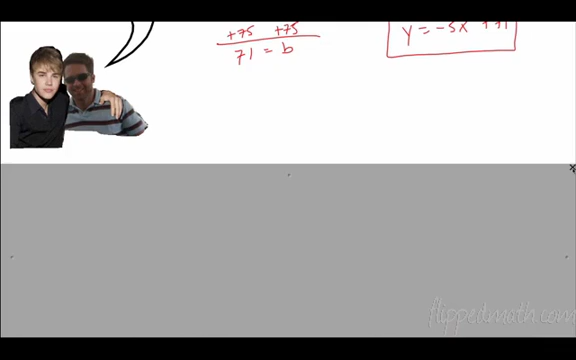 +75 +75
71 = b
y = -5x + 71
flippedmath.com